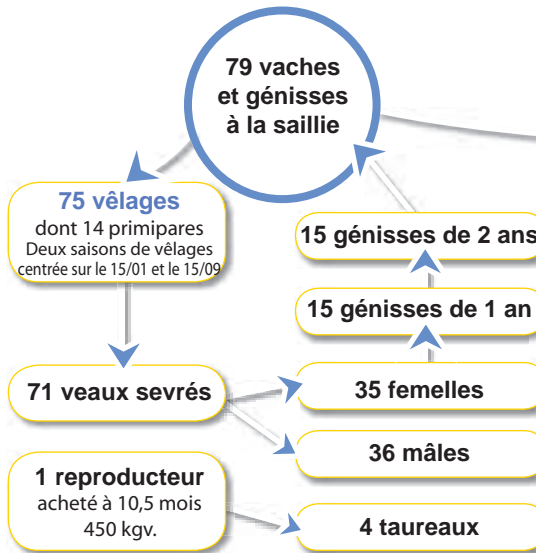 79 vaches
et génisses
à la saillie
75 vêlages
dont 14 primipares
Deux saisons de vêlages
centrée sur le 15/01 et le 15/09
15 génisses de 2 ans
15 génisses de 1 an
71 veaux sevrés
35 femelles
36 mâles
1 reproducteur
acheté à 10,5 mois
450 kgv.
4 taureaux